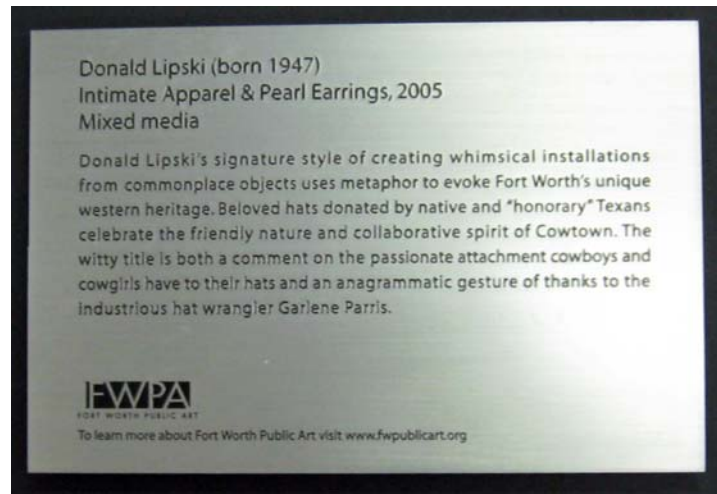 Donald Lipski (born 1947)
Intimate Apparel & Pearl Earrings, 2005
Mixed media
Donald Lipski's signature style of creating whimsical installations
from commonplace objects uses metaphor to evoke Fort Worth's unique
western heritage. Beloved hats donated by native and "honorary" Texans
celebrate the friendly nature and collaborative spirit of Cowtown. The
witty title is both a comment on the passionate attachment cowboys and
cowgirls have to their hats and an anagrammatic gesture of thanks to the
industrious hat wrangler Garlene Parris.
FWPA
FORT WORTH PUBLIC ART
To learn more about Fort Worth Public Art visit www.fwpublicart.org